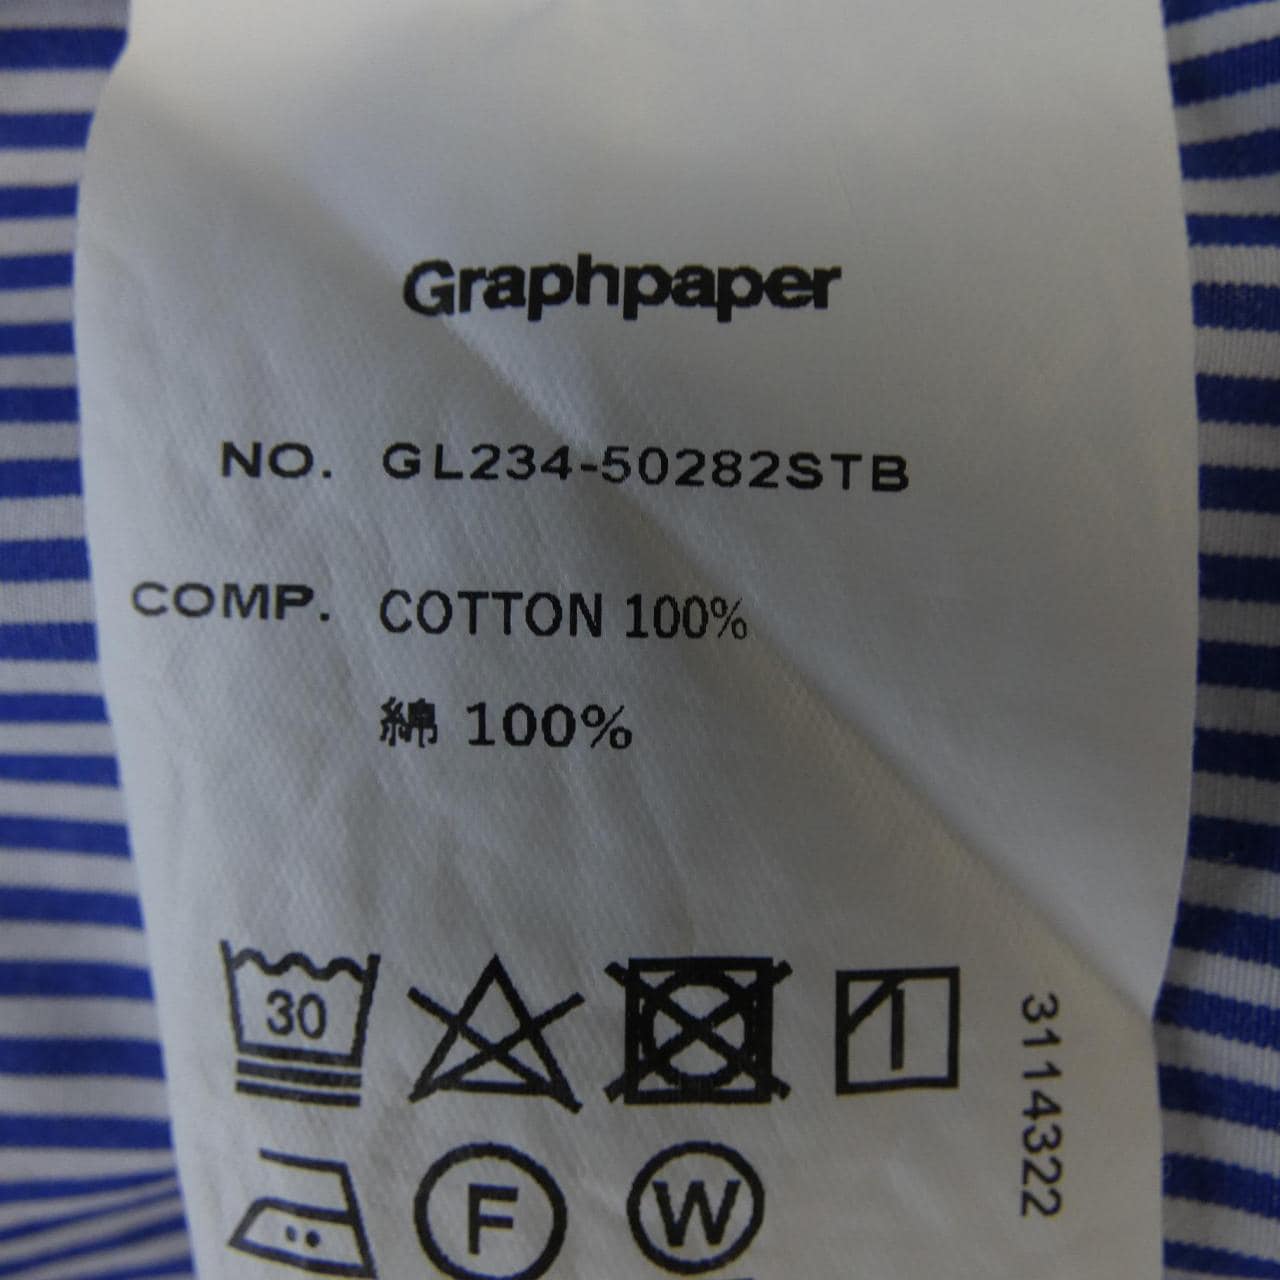 Graphpaper
NO. GL234-50282STB
COMP. COTTON 100%
綿 100%
30
3114322
F
W